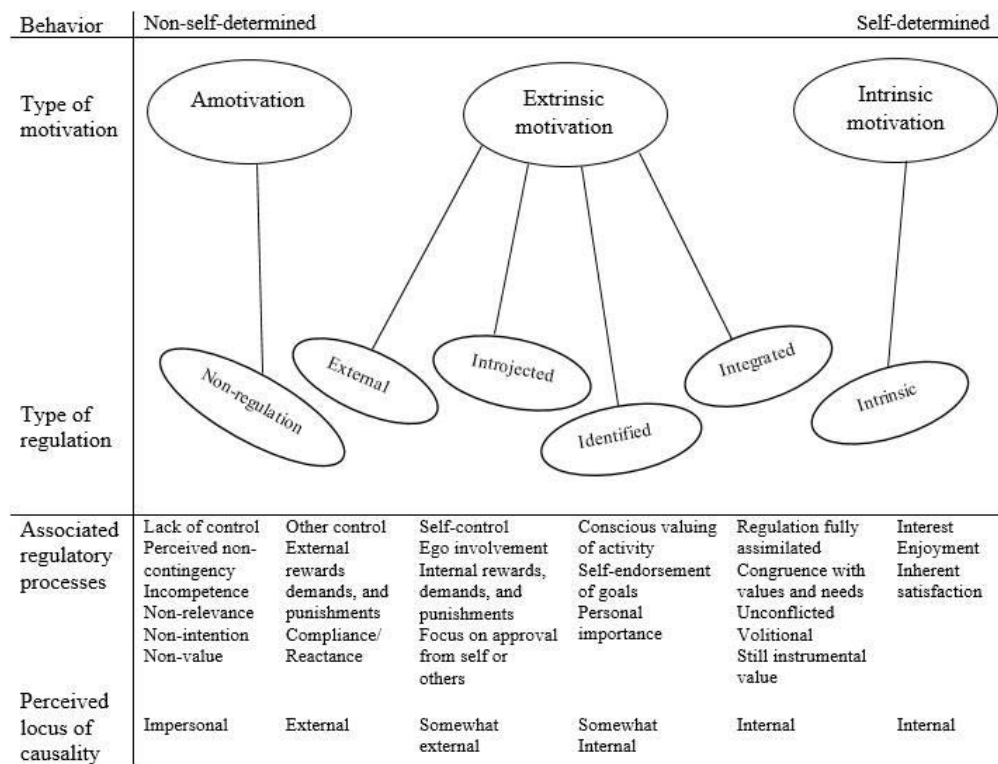 Behavior
Non-self-determined
Self-determined
Type of
motivation
Amotivation
Extrinsic
motivation
Intrinsic
motivation
Type of
regulation
Non-regulation
External
Introjected
Identified
Integrated
Intrinsic
Associated
regulatory
processes
Lack of control
Perceived non-
contingency
Incompetence
Non-relevance
Non-intention
Non-value
Other control
External
rewards
demands, and
punishments
Compliance/
Reactance
Self-control
Ego involvement
Internal rewards,
demands, and
punishments
Focus on approval
from self or
others
Conscious valuing
of activity
Self-endorsement
of goals
Personal
importance
Regulation fully
assimilated
Congruence with
values and needs
Unconflicted
Volitional
Still instrumental
value
Interest
Enjoyment
Inherent
satisfaction
Perceived
locus of
causality
Impersonal
External
Somewhat
external
Somewhat
Internal
Internal
Internal